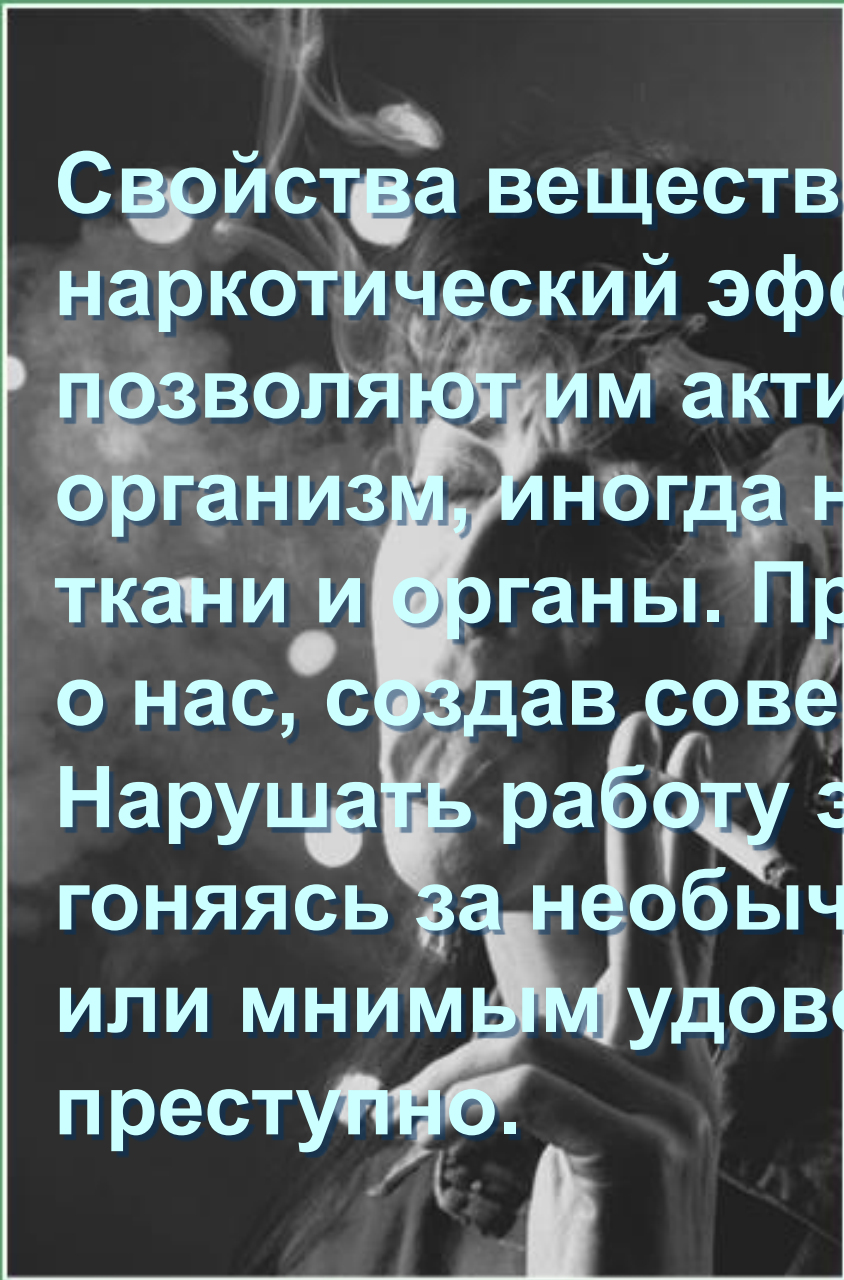 Свойства веществ
наркотический эф
позволяют им акти
организм, иногда н
ткани и органы. Пр
о нас, создав сове
Нарушать работу з
гоняясь за необыч
или мнимым удов
преступно.